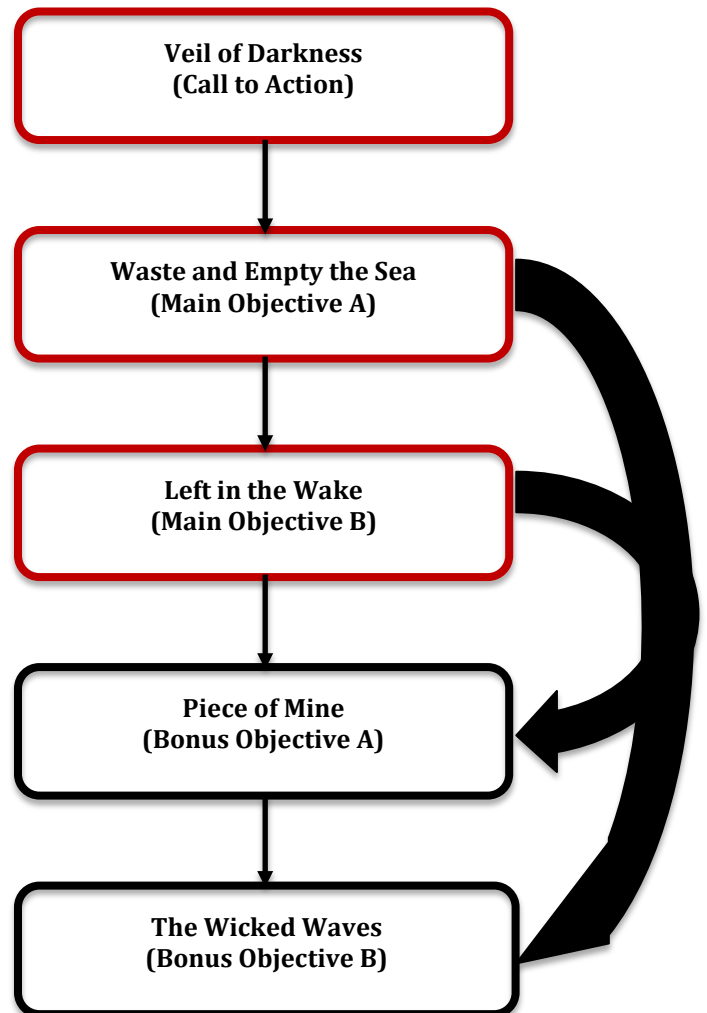 Veil of Darkness
(Call to Action)
Waste and Empty the Sea
(Main Objective A)
Left in the Wake
(Main Objective B)
Piece of Mine
(Bonus Objective A)
The Wicked Waves
(Bonus Objective B)